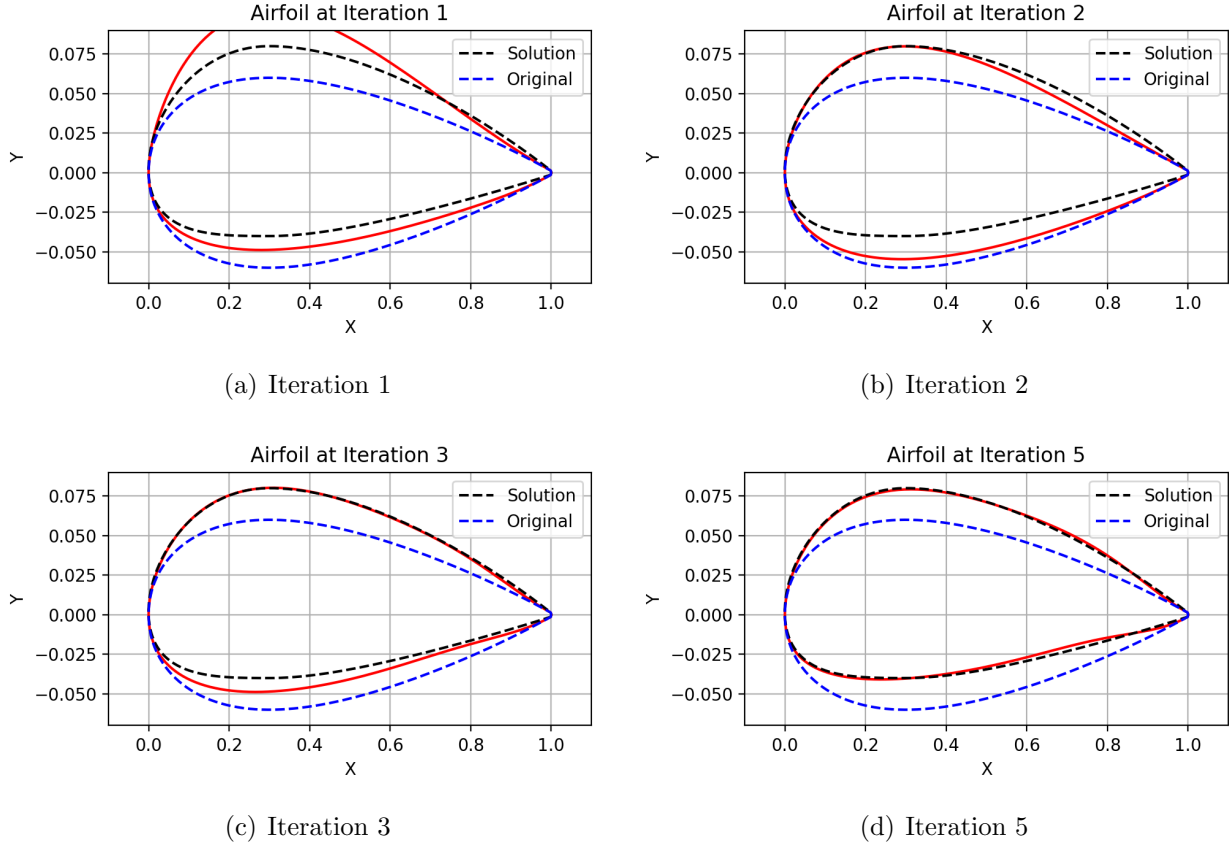 Airfoil at Iteration 1
Solution
Original
0.075
0.050
0.025
0.000
−0.025
−0.050
Y
0.0 0.2 0.4 0.6 0.8 1.0
X
(a) Iteration 1
Airfoil at Iteration 2
Solution
Original
0.075
0.050
0.025
0.000
−0.025
−0.050
Y
0.0 0.2 0.4 0.6 0.8 1.0
X
(b) Iteration 2
Airfoil at Iteration 3
Solution
Original
0.075
0.050
0.025
0.000
−0.025
−0.050
Y
0.0 0.2 0.4 0.6 0.8 1.0
X
(c) Iteration 3
Airfoil at Iteration 5
Solution
Original
0.075
0.050
0.025
0.000
−0.025
−0.050
Y
0.0 0.2 0.4 0.6 0.8 1.0
X
(d) Iteration 5